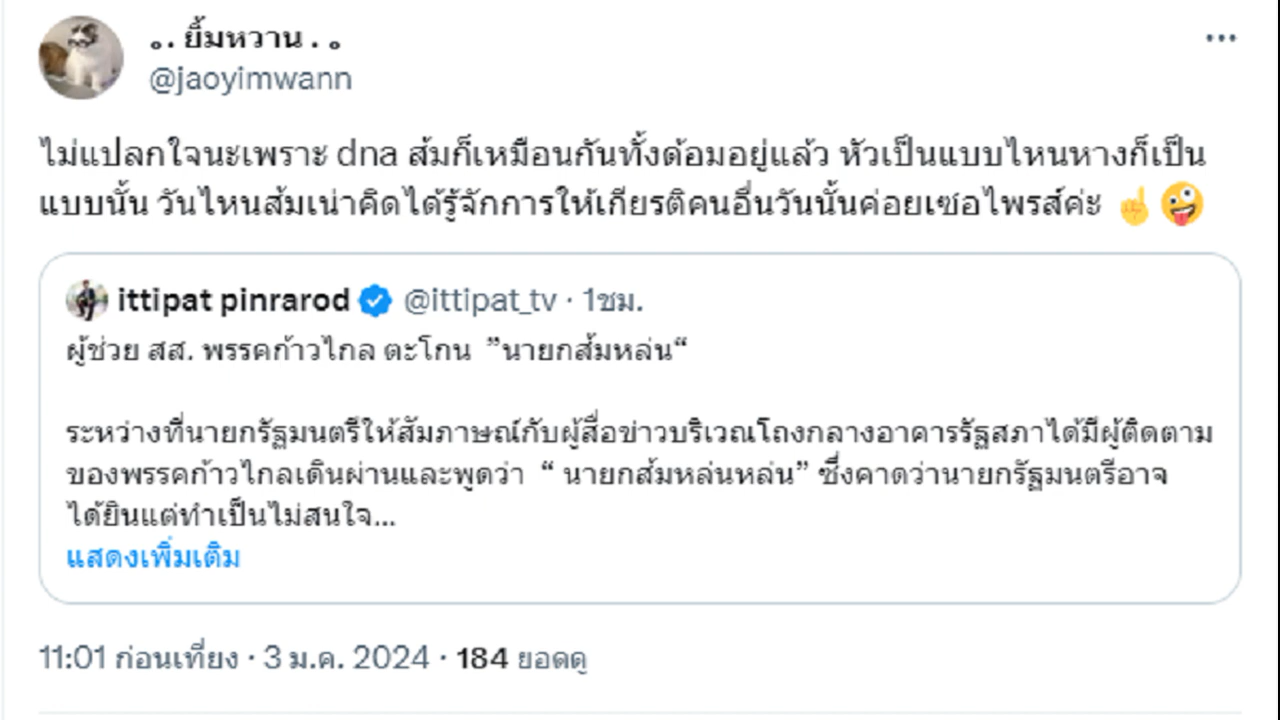 ๐. ยิ้มหวาน . ๐
@jaoyimwann
ไม่แปลกใจนะเพราะ dna ส้มก็เหมือนกันทั้งด้อมอยู่แล้ว หัวเป็นแบบไหนหางก็เป็น
แบบนั้น วันไหนส้มเน่าคิดได้รู้จักการให้เกียรติคนอื่นวันนั้นค่อยเซอไพรส์ค่ะ ☝️🤪
ittipat pinrarod @ittipat_tv · 1ชม.
ผู้ช่วย สส. พรรคก้าวไกล ตะโกน ”นายกส้มหล่น“
ระหว่างที่นายกรัฐมนตรีให้สัมภาษณ์กับผู้สื่อข่าวบริเวณโถงกลางอาคารรัฐสภาได้มีผู้ติดตาม
ของพรรคก้าวไกลเดินผ่านและพูดว่า “ นายกส้มหล่นหล่น” ซึ่งคาดว่านายกรัฐมนตรีอาจ
ได้ยินแต่ทำเป็นไม่สนใจ...
แสดงเพิ่มเติม
11:01 ก่อนเที่ยง · 3 ม.ค. 2024 · 184 ยอดดู